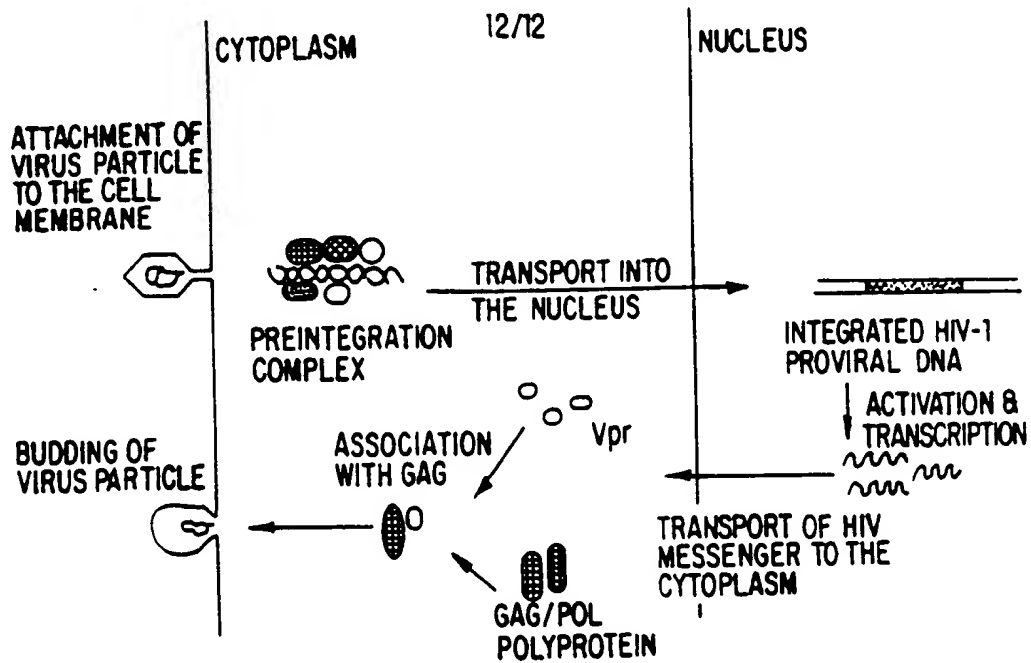 12/12
CYTOPLASM
NUCLEUS
ATTACHMENT OF
VIRUS PARTICLE
TO THE CELL
MEMBRANE
TRANSPORT INTO
THE NUCLEUS
PREINTEGRATION
COMPLEX
INTEGRATED HIV-1
PROVIRAL DNA
ACTIVATION &
TRANSCRIPTION
Vpr
ASSOCIATION
WITH GAG
BUDDING OF
VIRUS PARTICLE
TRANSPORT OF HIV
MESSENGER TO THE
CYTOPLASM
GAG/POL
POLYPROTEIN